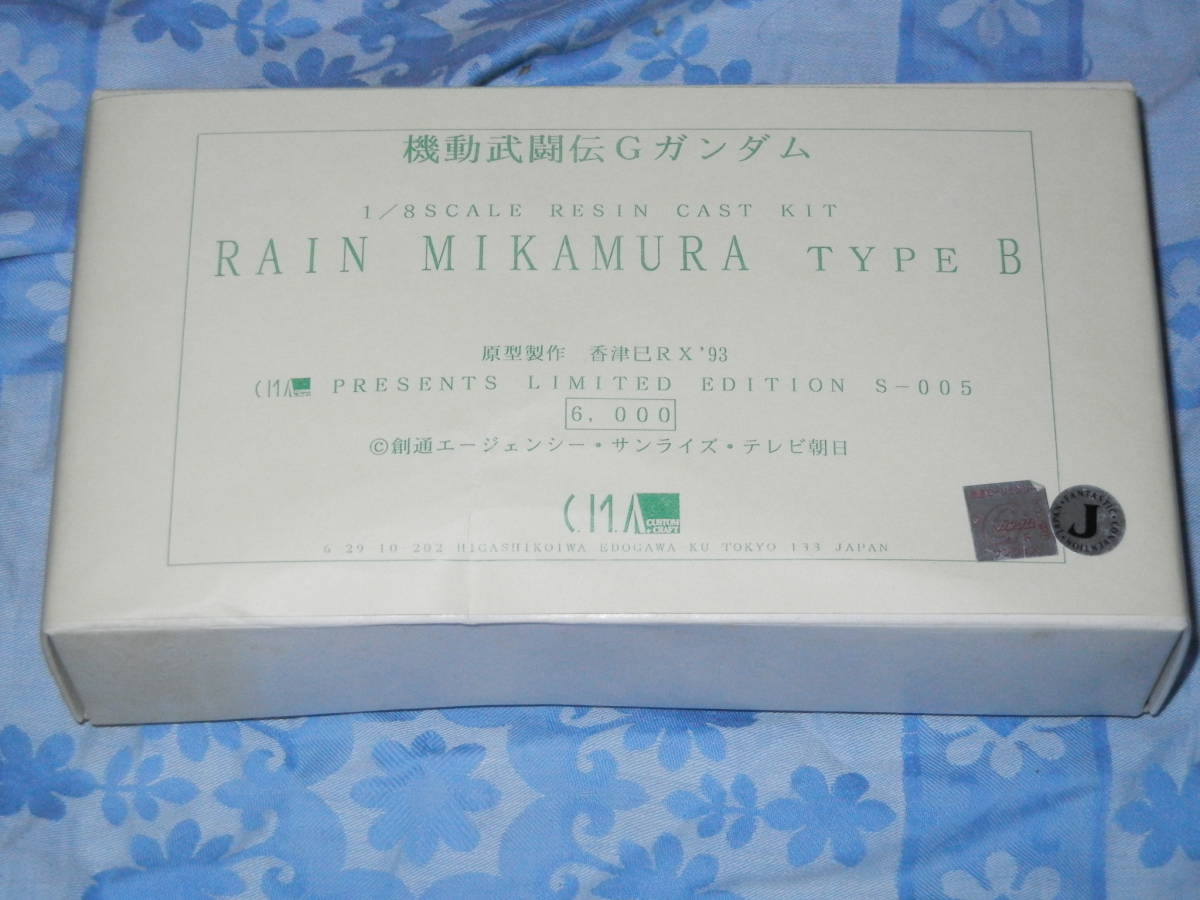 機動武闘伝Gガンダム
1/8SCALE RESIN CAST KIT
RAIN MIKAMURA TYPE B
原型製作 香津巳RX'93
C.M.A PRESENTS LIMITED EDITION S-005
6,000
©創通エージェンシー・サンライズ・テレビ朝日
C.M.A CUSTOM + CRAFT
6 29 10-202 HIGASHIKOIWA EDOGAWA KU TOKYO 133 JAPAN
JAPAN・FANTASTIC・CONVENTION・
J